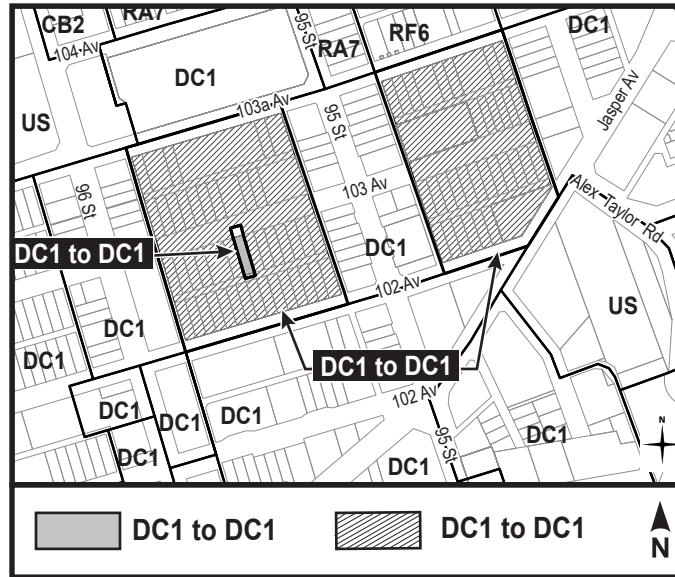 CB2
RA7
104 Av
95 St
RA7
RF6
DC1
DC1
US
103a Av
Jasper Av
95 St
96 St
103 Av
Alex Taylor Rd
DC1 to DC1
DC1
102 Av
US
DC1
DC1
DC1 to DC1
102 Av
DC1
DC1
DC1
DC1
DC1
DC1
95 St
N
DC1 to DC1
DC1 to DC1
N